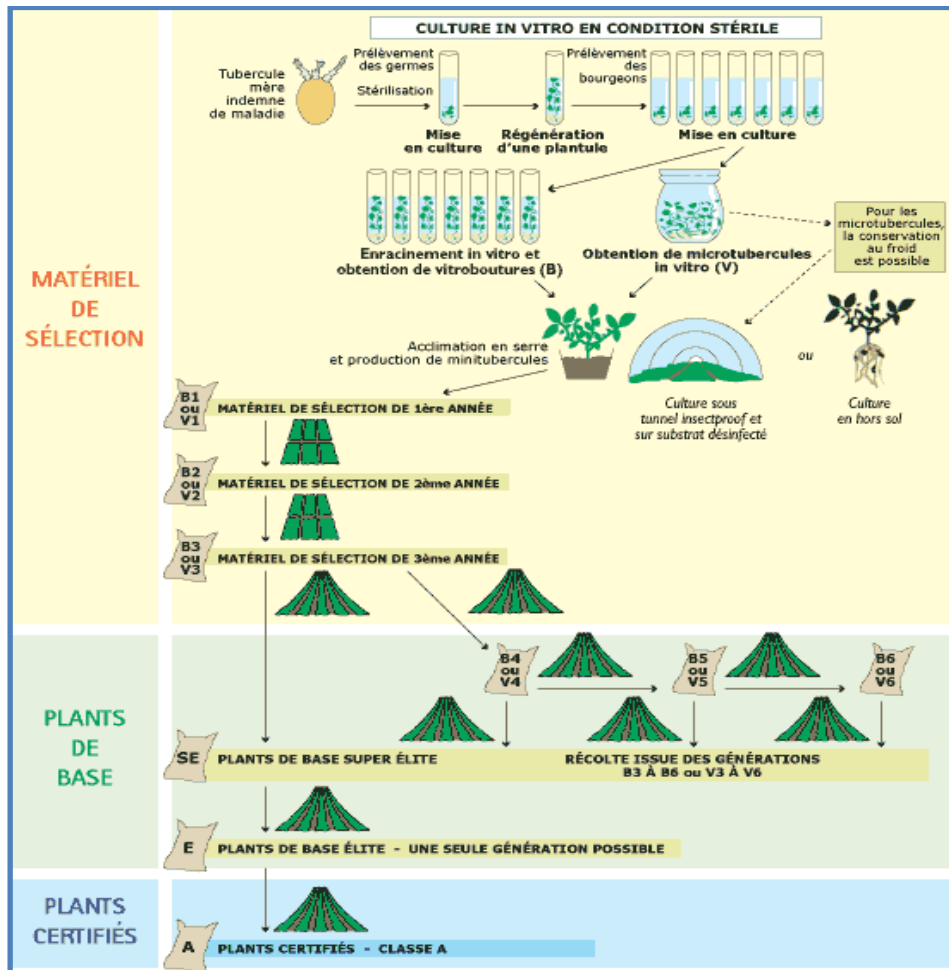 CULTURE IN VITRO EN CONDITION STÉRILE
Tubercule
mère
indemne
de maladie
Prélèvement
des germes
Stérilisation
Prélèvement
des
bourgeons
Mise
en culture
Régénération
d'une plantule
Mise en culture
Enracinement in vitro et
obtention de vitroboutures (B)
Obtention de microtubercules
in vitro (V)
Pour les
microtubercules,
la conservation
au froid
est possible
MATÉRIEL
DE
SÉLECTION
Acclimation en serre
et production de minitubercules
ou
Culture sous
tunnel insectproof et
sur substrat désinfecté
Culture
en hors sol
B1
ou
V1
MATÉRIEL DE SÉLECTION DE 1ère ANNÉE
B2
ou
V2
MATÉRIEL DE SÉLECTION DE 2ème ANNÉE
B3
ou
V3
MATÉRIEL DE SÉLECTION DE 3ème ANNÉE
PLANTS
DE
BASE
B4
ou
V4
B5
ou
V5
B6
ou
V6
SE
PLANTS DE BASE SUPER ÉLITE
RÉCOLTE ISSUE DES GÉNÉRATIONS
B3 À B6 ou V3 À V6
E
PLANTS DE BASE ÉLITE - UNE SEULE GÉNÉRATION POSSIBLE
PLANTS
CERTIFIÉS
A
PLANTS CERTIFIÉS - CLASSE A